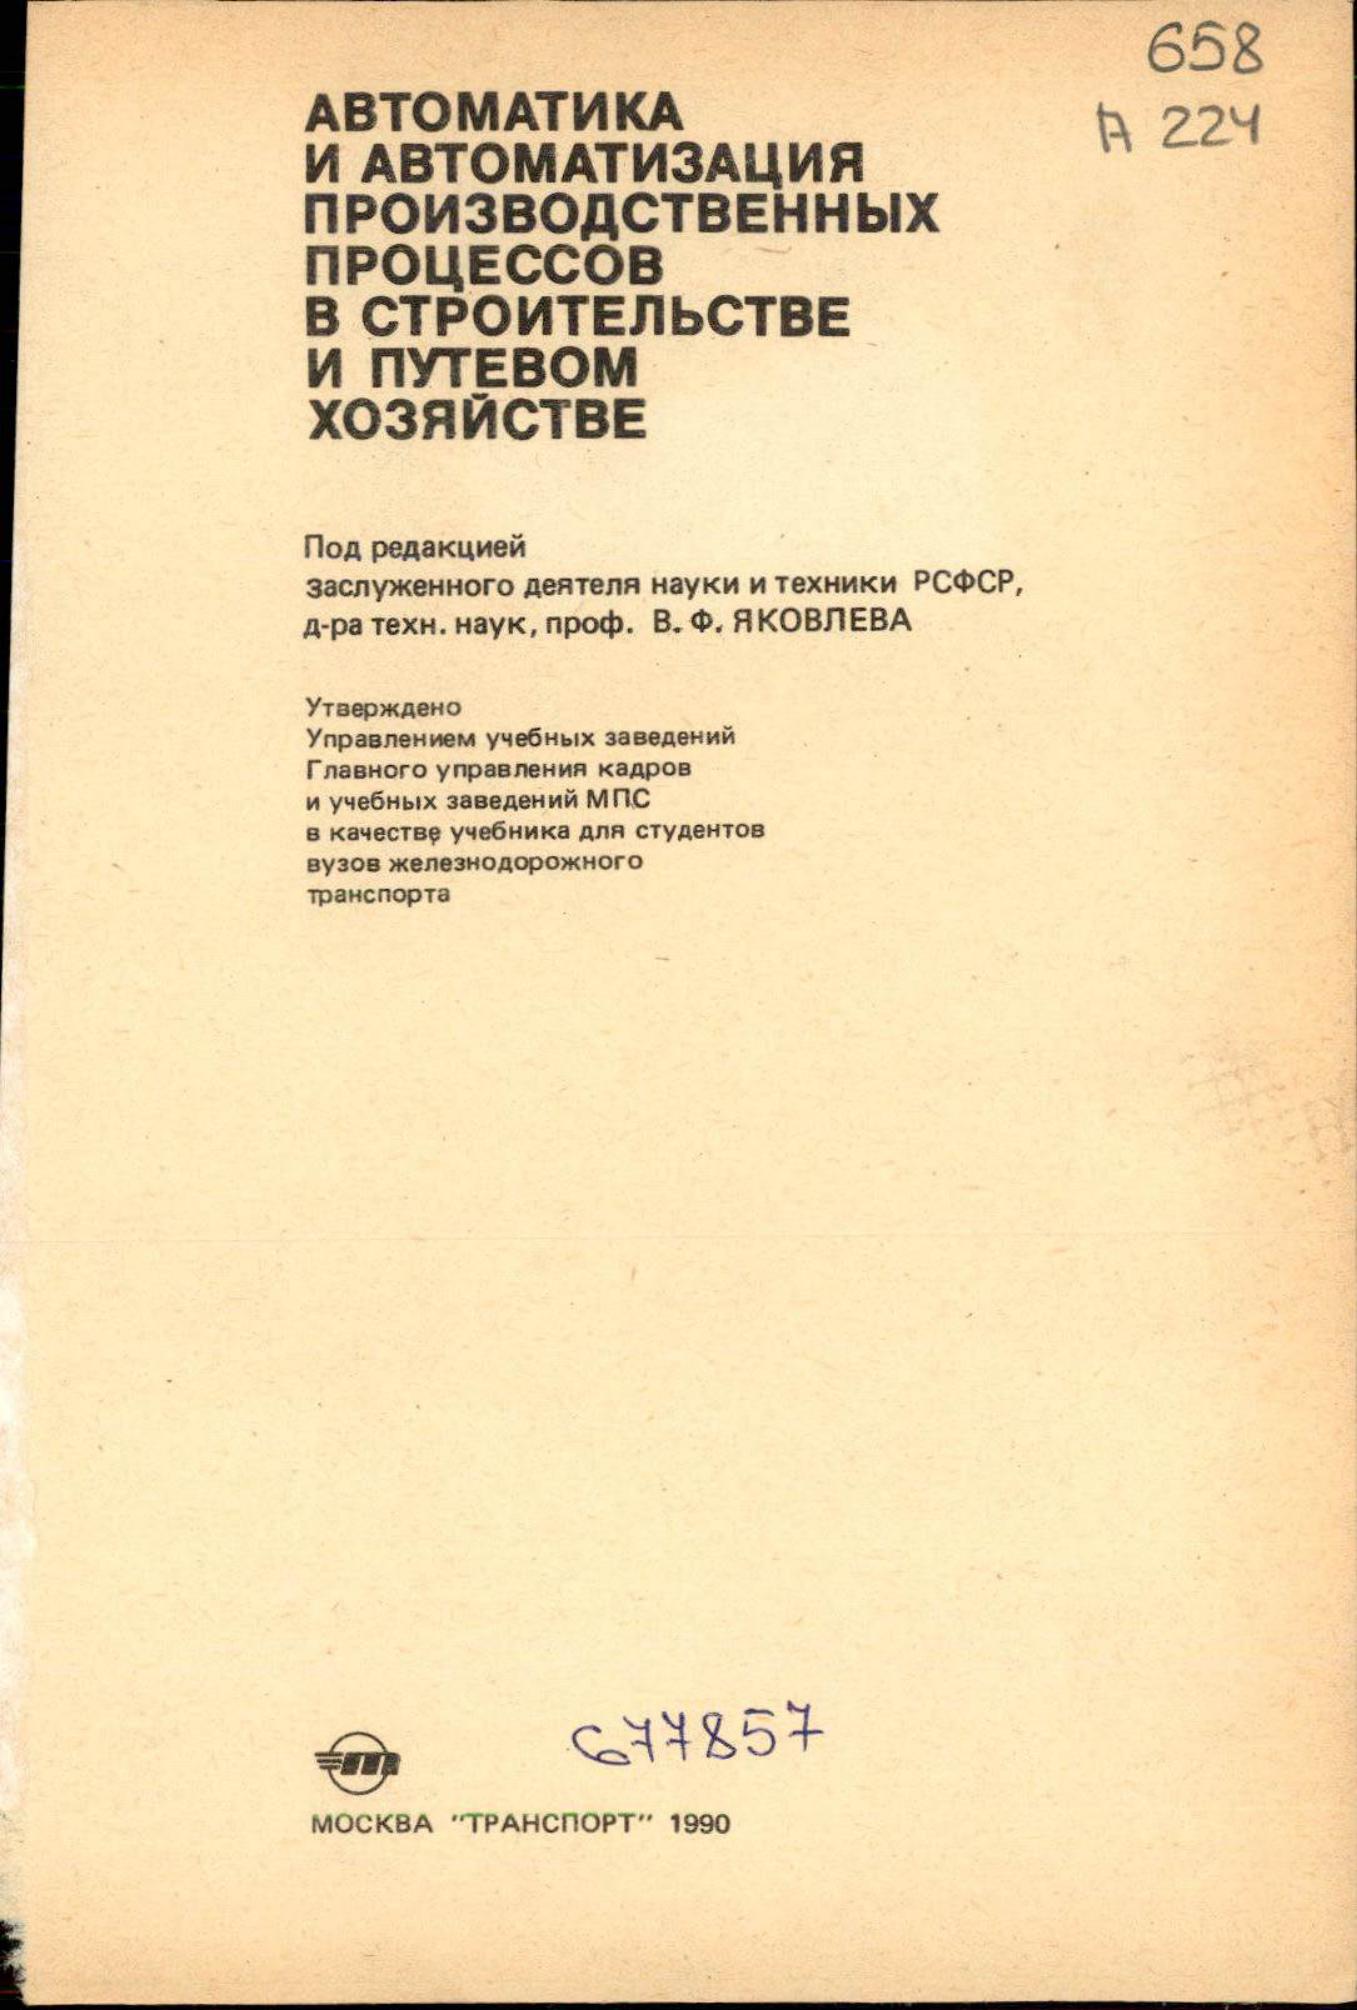 658
А 224
АВТОМАТИКА
И АВТОМАТИЗАЦИЯ
ПРОИЗВОДСТВЕННЫХ
ПРОЦЕССОВ
В СТРОИТЕЛЬСТВЕ
И ПУТЕВОМ
ХОЗЯЙСТВЕ
Под редакцией
заслуженного деятеля науки и техники РСФСР,
д-ра техн. наук, проф. В. Ф. ЯКОВЛЕВА
Утверждено
Управлением учебных заведений
Главного управления кадров
и учебных заведений МПС
в качестве учебника для студентов
вузов железнодорожного
транспорта
677857
т
МОСКВА "ТРАНСПОРТ" 1990